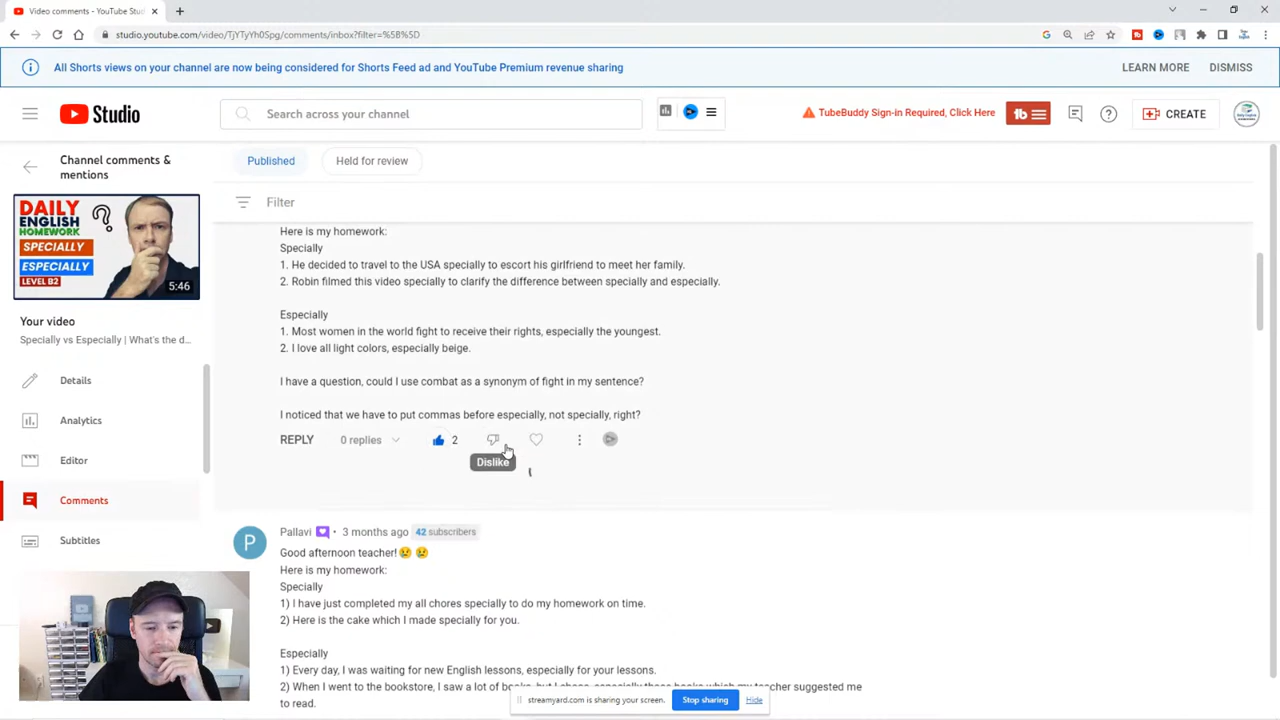 Video comments - YouTube Stu
studio.youtube.com/video/TjYTyYh0Spg/comments/inbox?filter=%5B%5D
All Shorts views on your channel are now being considered for Shorts Feed ad and YouTube Premium revenue sharing
LEARN MORE
DISMISS
Studio
Search across your channel
TubeBuddy Sign-in Required, Click Here
tb
CREATE
Channel comments &
mentions
Published
Held for review
Filter
DAILY
ENGLISH
HOMEWORK
SPECIALLY
ESPECIALLY
LEVEL B2
5:46
Your video
Specially vs Especially | What's the d...
Details
Analytics
Editor
Comments
Subtitles
Here is my homework:
Specially
1. He decided to travel to the USA specially to escort his girlfriend to meet her family.
2. Robin filmed this video specially to clarify the difference between specially and especially.
Especially
1. Most women in the world fight to receive their rights, especially the youngest.
2. I love all light colors, especially beige.
I have a question, could I use combat as a synonym of fight in my sentence?
I noticed that we have to put commas before especially, not specially, right?
REPLY
0 replies
2
Dislike
P
Pallavi • 3 months ago 42 subscribers
Good afternoon teacher!😢 😢
Here is my homework:
Specially
1) I have just completed my all chores specially to do my homework on time.
2) Here is the cake which I made specially for you.
Especially
1) Every day, I was waiting for new English lessons, especially for your lessons.
2) When I went to the bookstore, I saw a lot of teacher suggested me
to read.
streamyard.com is sharing your screen.
Stop sharing
Hide